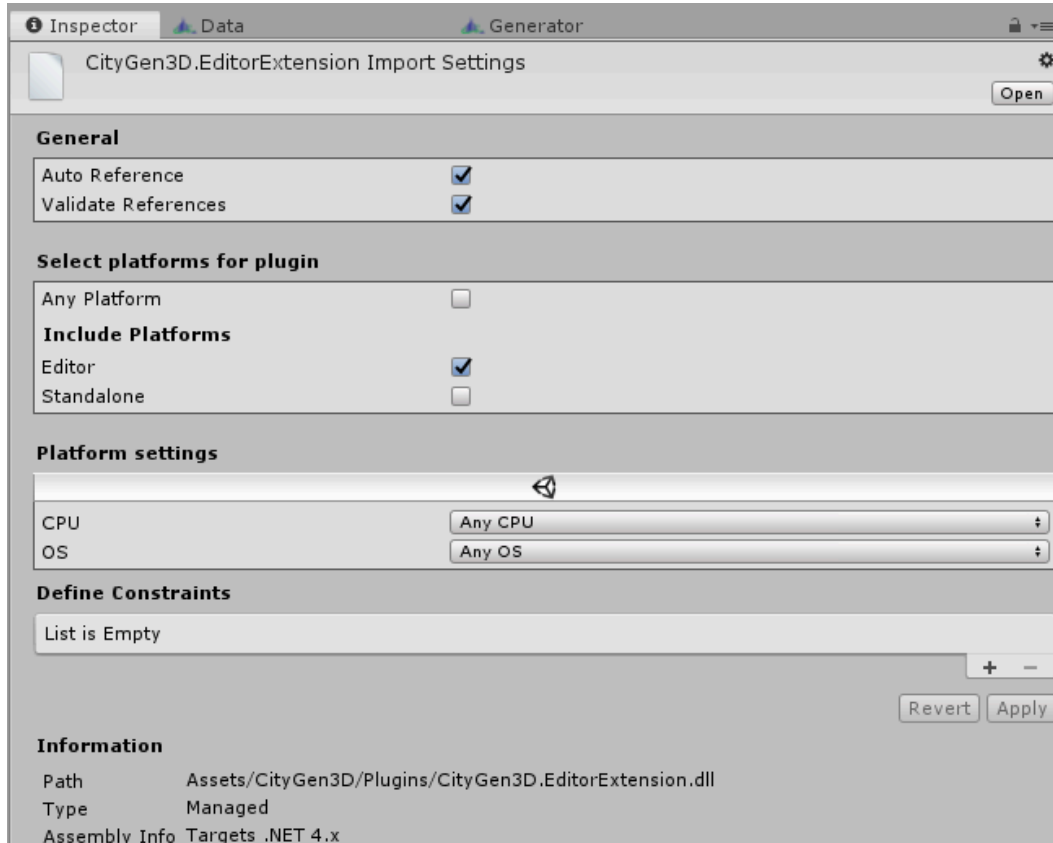 Inspector Data Generator
CityGen3D.EditorExtension Import Settings
Open
General
Auto Reference
Validate References
Select platforms for plugin
Any Platform
Include Platforms
Editor
Standalone
Platform settings
CPU Any CPU
OS Any OS
Define Constraints
List is Empty
Revert Apply
Information
Path Assets/CityGen3D/Plugins/CityGen3D.EditorExtension.dll
Type Managed
Assembly Info Targets .NET 4.x